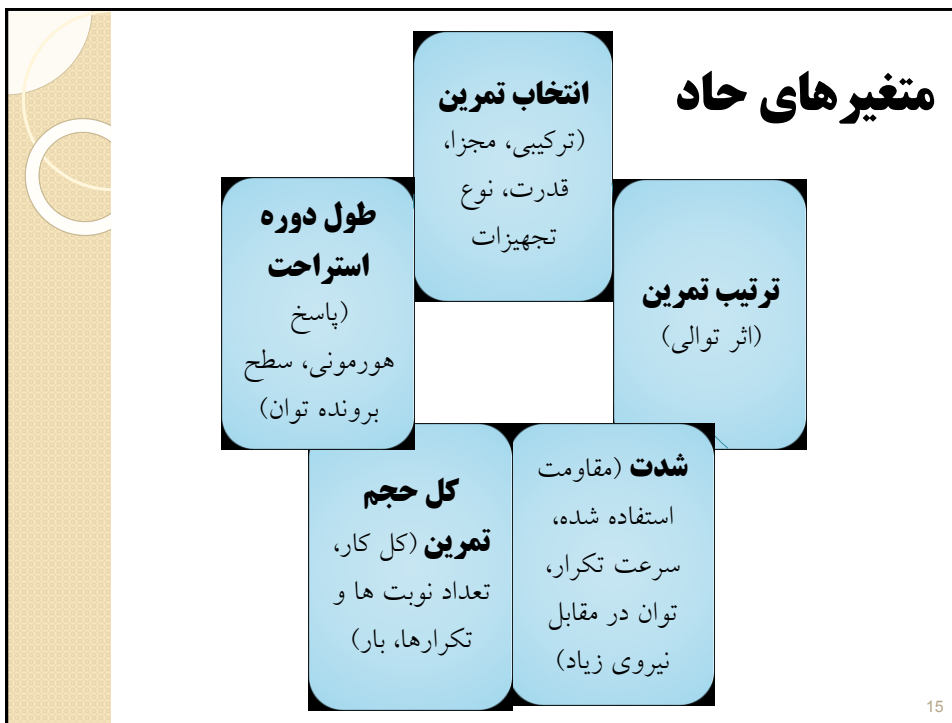 متغیرهای حاد
انتخاب تمرین
(ترکیبی، مجزا،
قدرت، نوع
تجهیزات
ترتیب تمرین
(اثر توالی)
شدت (مقاومت
استفاده شده،
سرعت تکرار،
توان در مقابل
نیروی زیاد)
کل حجم
تمرین (کل کار،
تعداد نوبت ها و
تکرارها، بار)
طول دوره
استراحت
(پاسخ
هورمونی، سطح
برونده توان)
15